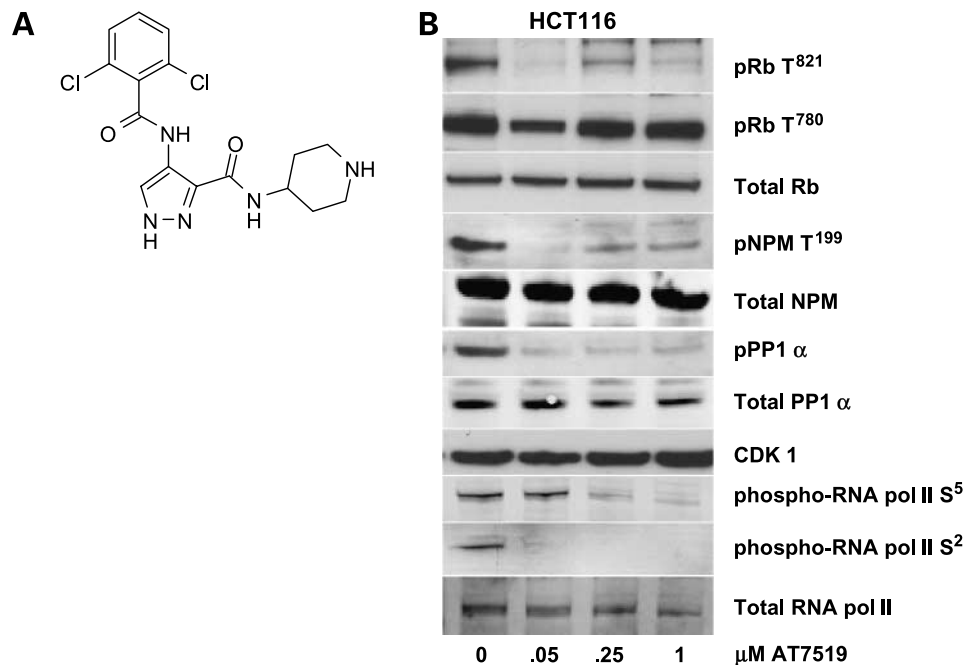 A
Cl
Cl
O
NH
O
N
H
NH
N
H
N
B
HCT116
pRb T⁸²¹
pRb T⁷⁸⁰
Total Rb
pNPM T¹⁹⁹
Total NPM
pPP1 α
Total PP1 α
CDK 1
phospho-RNA pol II S⁵
phospho-RNA pol II S²
Total RNA pol II
0 .05 .25 1 μM AT7519